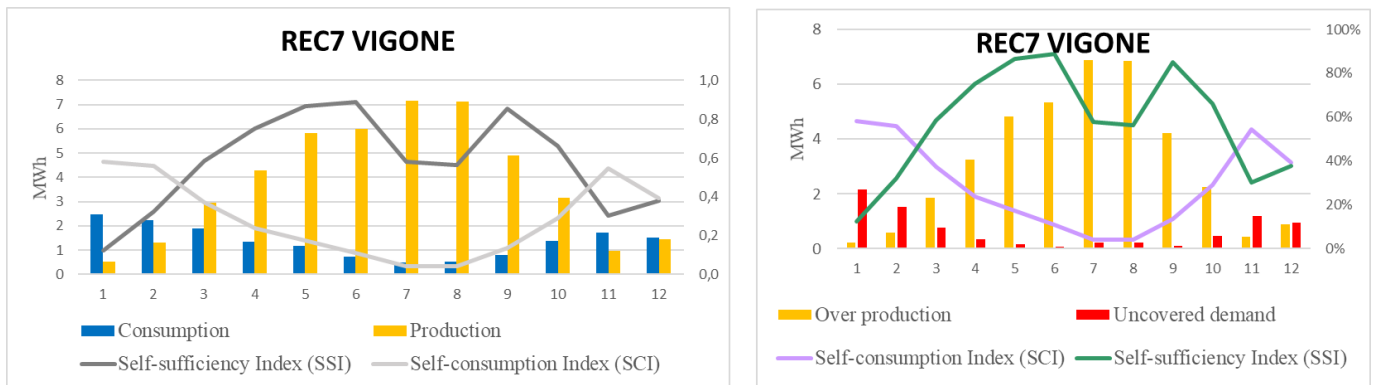 REC7 VIGONE
MWh
8
7
6
5
4
3
2
1
0
1,0
0,8
0,6
0,4
0,2
0,0
1 2 3 4 5 6 7 8 9 10 11 12
Consumption Production
Self-sufficiency Index (SSI) Self-consumption Index (SCI)
REC7 VIGONE
MWh
8
6
4
2
0
100%
80%
60%
40%
20%
0%
1 2 3 4 5 6 7 8 9 10 11 12
Over production Uncovered demand
Self-consumption Index (SCI) Self-sufficiency Index (SSI)